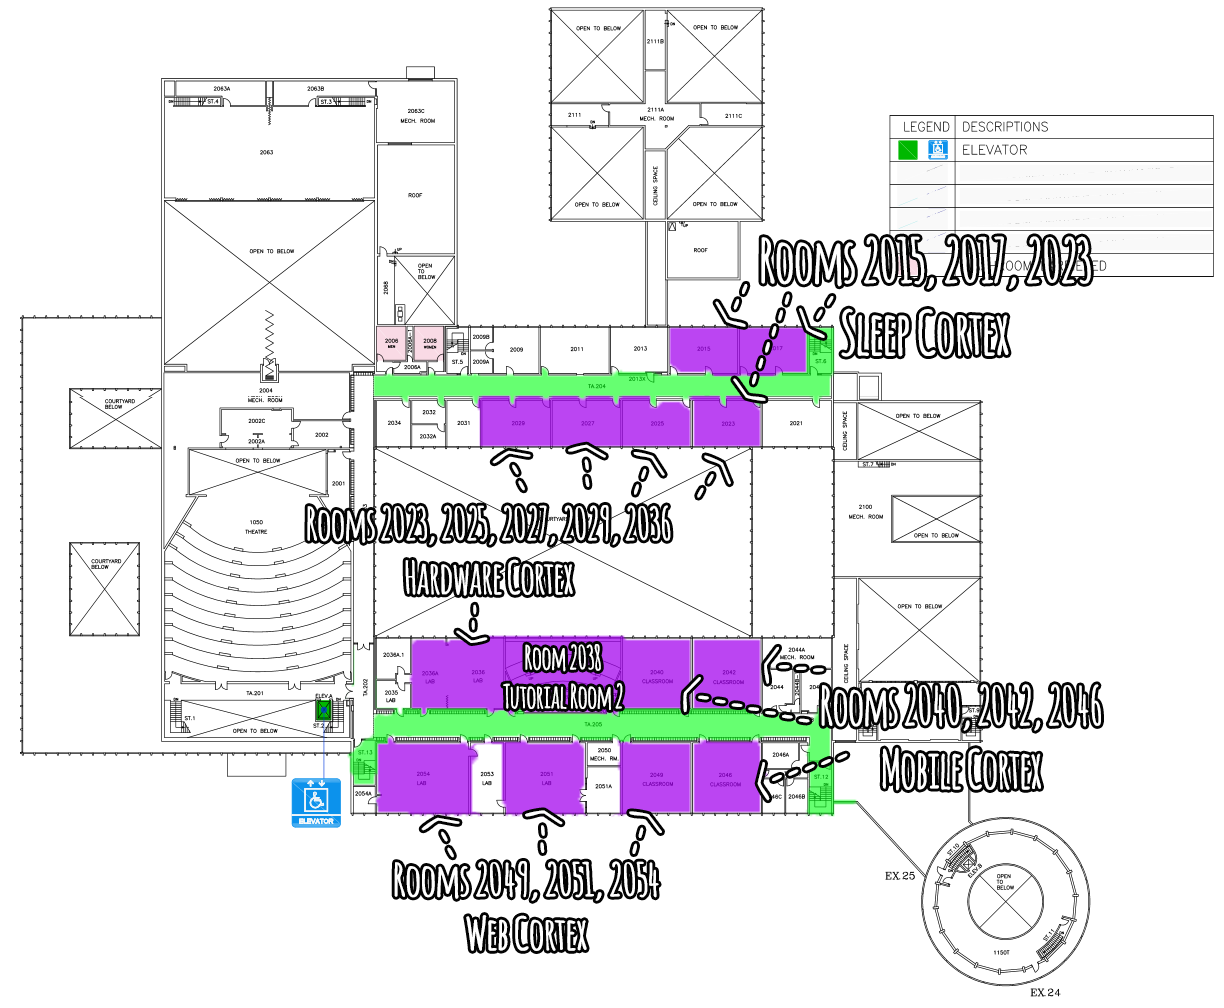 OPEN TO BELOW
OPEN TO BELOW
2111B
2111
2111A
MECH. ROOM
2111C
OPEN TO BELOW
OPEN TO BELOW
CEILING SPACE
ROOF
2063A
2063B
ST.4
ST.3
2063C
MECH. ROOM
2063
ROOF
OPEN TO BELOW
OPEN
TO
BELOW
2068
LEGEND DESCRIPTIONS
ELEVATOR
Rooms 2015, 2017, 2023
Sleep Cortex
2006
MEN
2006A-1
2008
WOMEN
2006A
ST.5
2009B
2009A
2009
2011
2013
2015
2017
ST.6
TA.204
2013X
2004
MECH. ROOM
2002C
2002A
2002
2034
2032
2032A
2031
2029
2027
2025
2023
2021
CEILING SPACE
OPEN TO BELOW
COURTYARD
BELOW
OPEN TO BELOW
2001
1050
THEATRE
ST.7
2100
MECH. ROOM
OPEN TO BELOW
Rooms 2023, 2025, 2027, 2029, 2036
Hardware Cortex
COURTYARD
BELOW
OPEN TO BELOW
CEILING SPACE
2036A.1
2035
LAB
2036A
LAB
2036
LAB
Room 2038
Tutorial Room 2
2040
CLASSROOM
2042
CLASSROOM
2044A
MECH. ROOM
2044
2044B
Rooms 2040, 2042, 2046
Mobile Cortex
TA.201
TA.202
ELEV.A
ST.1
ST.2
OPEN TO BELOW
TA.205
ST.13
2054
LAB
2053
LAB
2051
LAB
2050
MECH. RM.
2051A
2049
CLASSROOM
2046
CLASSROOM
2046A
2046B
ST.12
2054A
ELEVATOR
Rooms 2049, 2051, 2054
Web Cortex
EX.25
ST.10
ELEV.B
OPEN
TO
BELOW
ST.11
1150T
EX.24